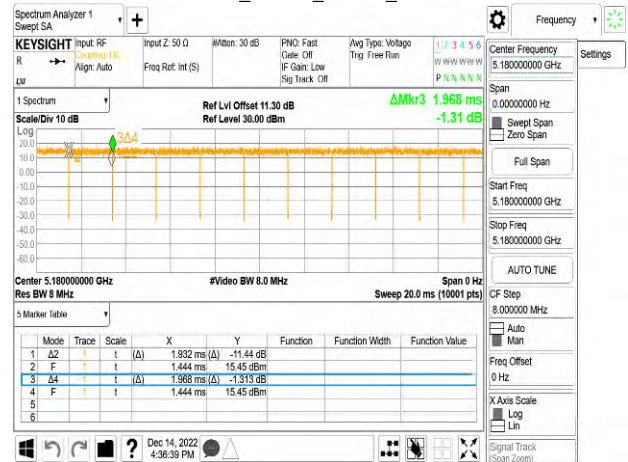 Spectrum Analyzer 1
Swept SA
+
Frequency
KEYSIGHT Input: RF Input Z: 50 Ω #Atten: 30 dB PNO: Fast Avg Type: Voltage 1 2 3 4 5 6
R Coupling: DC Gate: Off Trig: Free Run W W W W W W
Align: Auto Freq Ref: Int (S) IF Gain: Low
Sig Track: Off P N N N N N
Center Frequency
5.180000000 GHz
Settings
1 Spectrum
Scale/Div 10 dB
Ref Lvl Offset 11.30 dB
Ref Level 30.00 dBm
ΔMkr3 1.968 ms
-1.31 dB
Log
20.0
10.0
0.00
-10.0
-20.0
-30.0
-40.0
-50.0
-60.0
3Δ4
Center 5.180000000 GHz #Video BW 8.0 MHz Span 0 Hz
Res BW 8 MHz Sweep 20.0 ms (10001 pts)
Span
0.00000000 Hz
Swept Span
Zero Span
Full Span
Start Freq
5.180000000 GHz
Stop Freq
5.180000000 GHz
AUTO TUNE
CF Step
8.000000 MHz
Auto
Man
Freq Offset
0 Hz
X Axis Scale
Log
Lin
Signal Track
(Span Zoom)
5 Marker Table
Mode Trace Scale X Y Function Function Width Function Value
1 Δ2 1 t (Δ) 1.932 ms (Δ) -11.44 dB
2 F 1 t 1.444 ms 15.45 dBm
3 Δ4 1 t (Δ) 1.968 ms (Δ) -1.313 dB
4 F 1 t 1.444 ms 15.45 dBm
5
6
?
Dec 14, 2022
4:36:39 PM